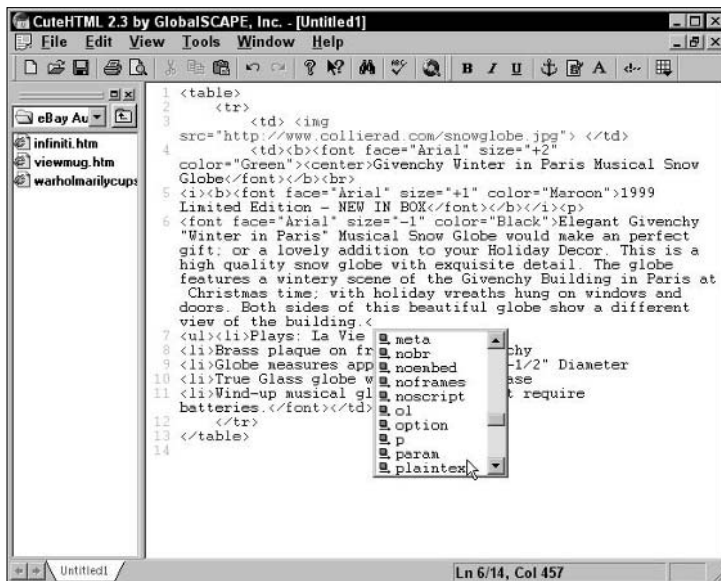 CuteHTML 2.3 by GlobalSCAPE, Inc. - [Untitled1]
File Edit View Tools Window Help
B I U A
eBay Au
infiniti.htm
viewmug.htm
warholmarilycups
1 <table>
2 <tr>
3 <td> <img
src="http://www.collierad.com/snowglobe.jpg"> </td>
4 <td><b><font face="Arial" size="+2"
color="Green"><center>Givenchy Winter in Paris Musical Snow
Globe</font></b><br>
5 <i><b><font face="Arial" size="+1" color="Maroon">1999
Limited Edition - NEW IN BOX</font></b></i><p>
6 <font face="Arial" size="-1" color="Black">Elegant Givenchy
"Winter in Paris" Musical Snow Globe would make an perfect
gift; or a lovely addition to your Holiday Decor. This is a
high quality snow globe with exquisite detail. The globe
features a wintery scene of the Givenchy Building in Paris at
Christmas time; with holiday wreaths hung on windows and
doors. Both sides of this beautiful globe show a different
view of the building.<
7 <ul><li>Plays: La Vie
8 <li>Brass plaque on fr chy
9 <li>Globe measures app -1/2" Diameter
10 <li>True Glass globe w ase
11 <li>Wind-up musical gl t require
batteries.</font></td>
12 </tr>
13 </table>
14
meta
nobr
noembed
noframes
noscript
ol
option
p
param
plaintex
Untitled1
Ln 6/14, Col 457